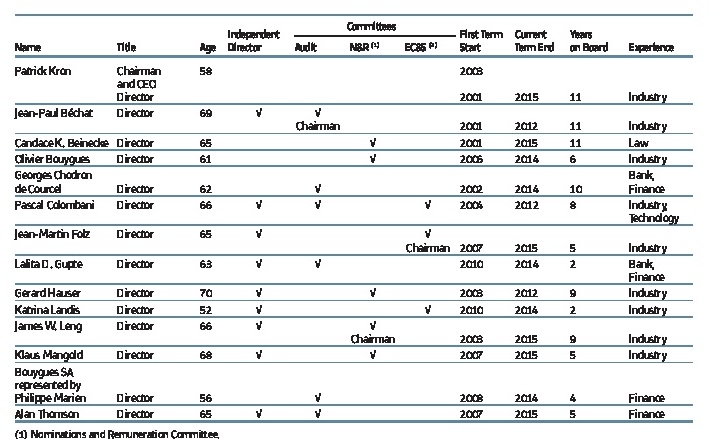 Committees
Independent First Term Current Years
Name Title Age Director Audit N&R (1) EC&S (2) Start Term End on Board Experience
Patrick Kron Chairman 58 2003
and CEO
Director 2001 2015 11 Industry
Jean-Paul Béchat Director 69 √ √
Chairman 2001 2012 11 Industry
Candace K. Beinecke Director 65 √ 2001 2015 11 Law
Olivier Bouygues Director 61 √ 2006 2014 6 Industry
Georges Chodron Bank,
de Courcel Director 62 √ 2002 2014 10 Finance
Pascal Colombani Director 66 √ √ √ 2004 2012 8 Industry,
Technology
Jean-Martin Folz Director 65 √ √
Chairman 2007 2015 5 Industry
Lalita D. Gupte Director 63 √ √ 2010 2014 2 Bank,
Finance
Gerard Hauser Director 70 √ √ 2003 2012 9 Industry
Katrina Landis Director 52 √ √ 2010 2014 2 Industry
James W. Leng Director 66 √ √
Chairman 2003 2015 9 Industry
Klaus Mangold Director 68 √ √ 2007 2015 5 Industry
Bouygues SA
represented by
Philippe Marien Director 56 √ 2008 2014 4 Finance
Alan Thomson Director 65 √ √ 2007 2015 5 Finance
(1) Nominations and Remuneration Committee.